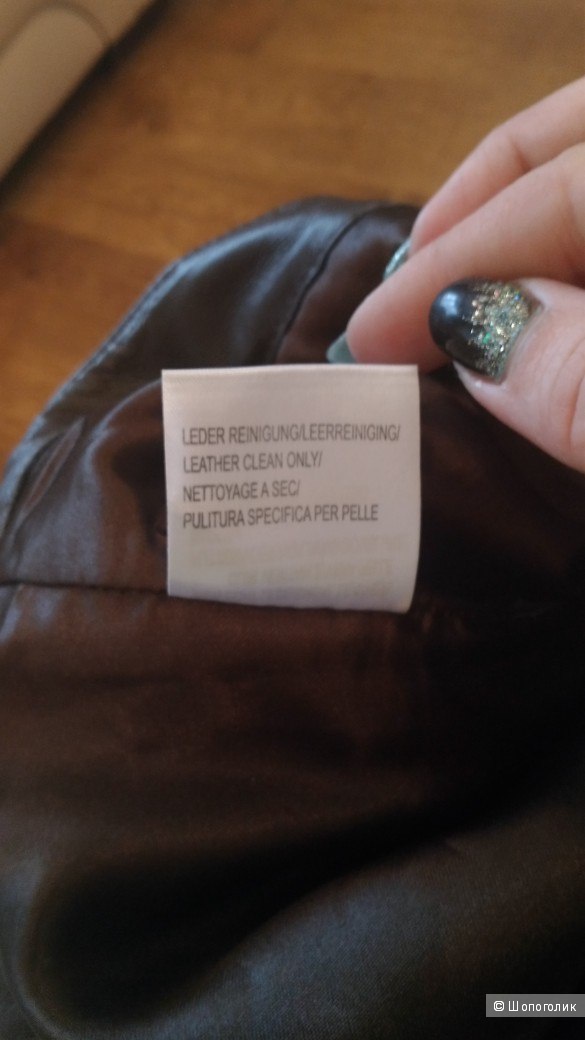 LEDER REINIGUNG/LEERREINIGING/
LEATHER CLEAN ONLY/
NETTOYAGE A SEC/
PULITURA SPECIFICA PER PELLE
© Шопоголик